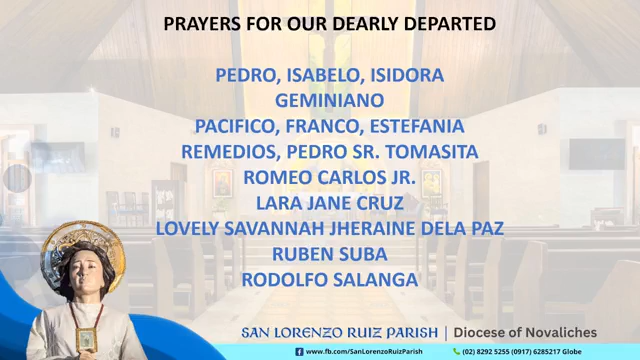 PRAYERS FOR OUR DEARLY DEPARTED
PEDRO, ISABELO, ISIDORA
GEMINIANO
PACIFICO, FRANCO, ESTEFANIA
REMEDIOS, PEDRO SR. TOMASITA
ROMEO CARLOS JR.
LARA JANE CRUZ
LOVELY SAVANNAH JHERAINE DELA PAZ
RUBEN SUBA
RODOLFO SALANGA
SAN LORENZO RUIZ PARISH | Diocese of Novaliches
www.fb.com/SanLorenzoRuizParish (02) 8292 5255 (0917) 6285217 Globe